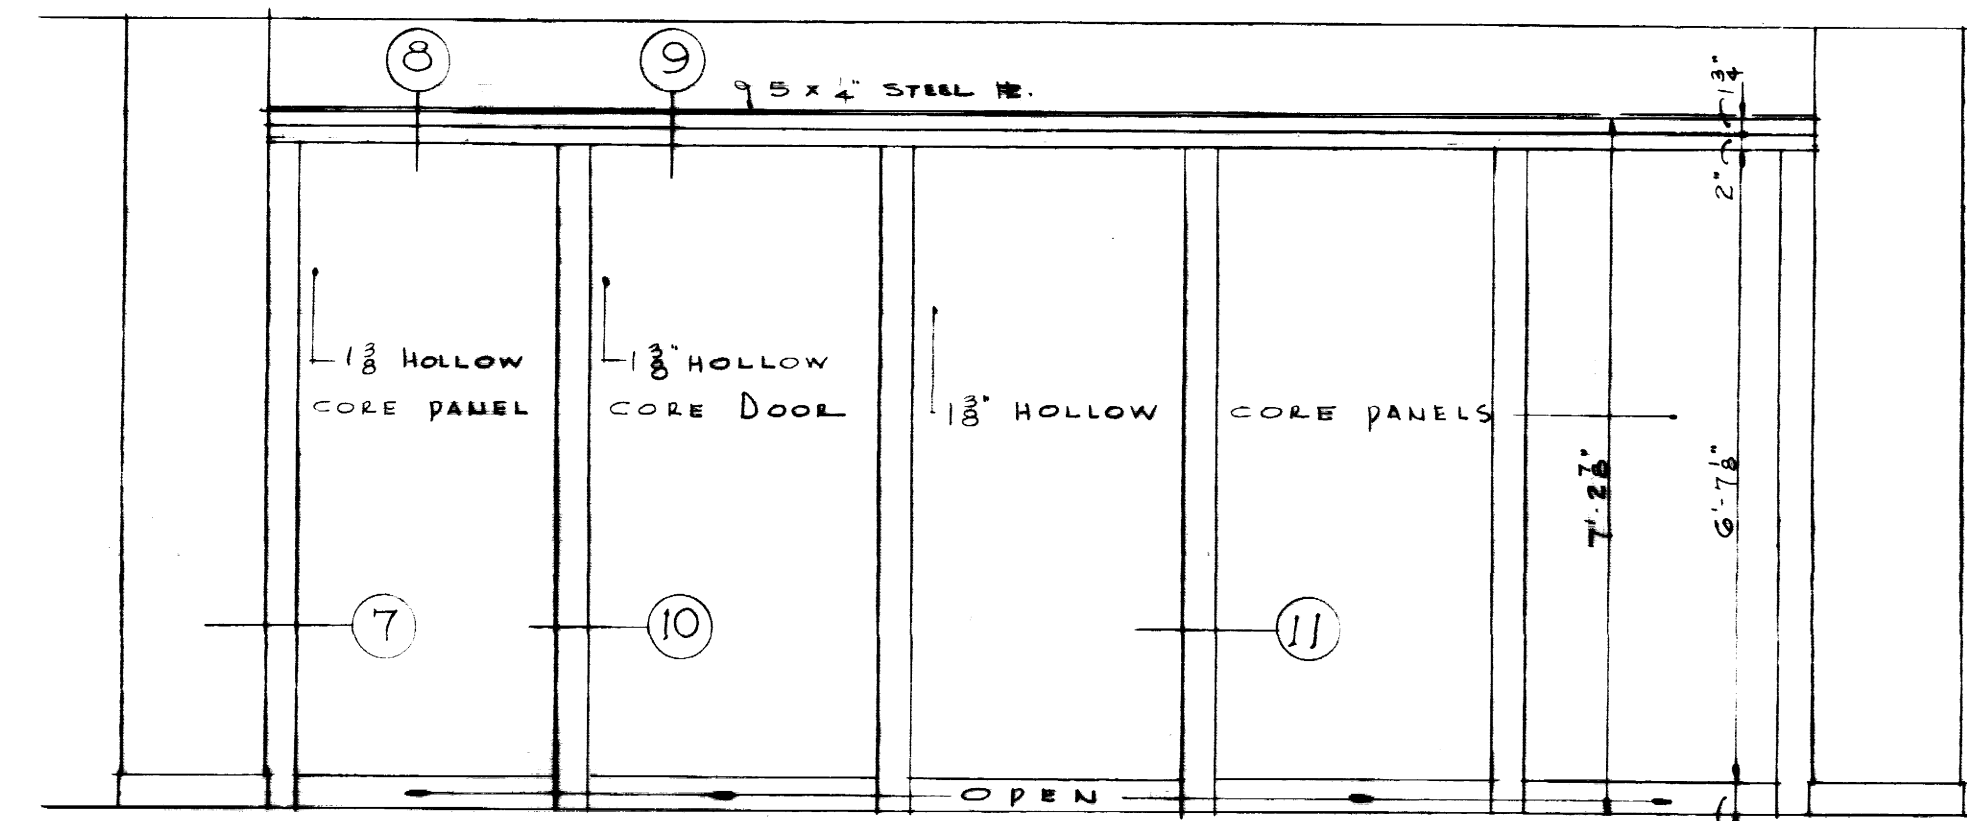 8
9
5 x 1/4" STEEL PL.
1 3/4"
2"
1 3/8 HOLLOW
CORE PANEL
1 3/8" HOLLOW
CORE DOOR
1 3/8" HOLLOW CORE PANELS
7'-2 7/8"
6'-7 1/8"
7
10
11
OPEN